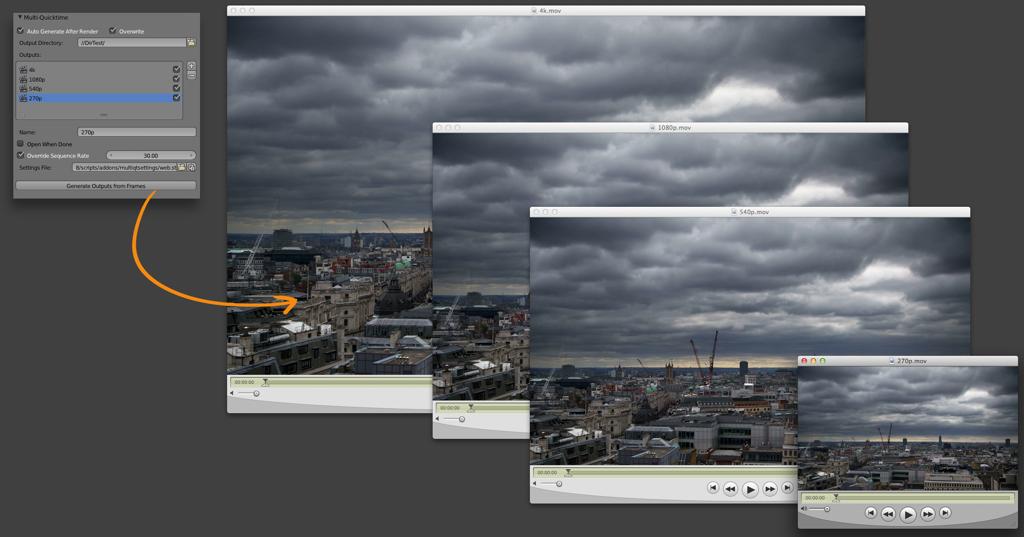 Multi-Quicktime
Auto Generate After Render
Overwrite
Output Directory:
//DirTest/
Outputs:
4k
1080p
540p
270p
Name:
270p
Open When Done
Override Sequence Rate
30.00
Settings File:
8/scripts/addons/multiqtsettings/web.st
Generate Outputs from Frames
4k.mov
00:00:00
1080p.mov
00:00:00
540p.mov
00:00:00
270p.mov
00:00:00